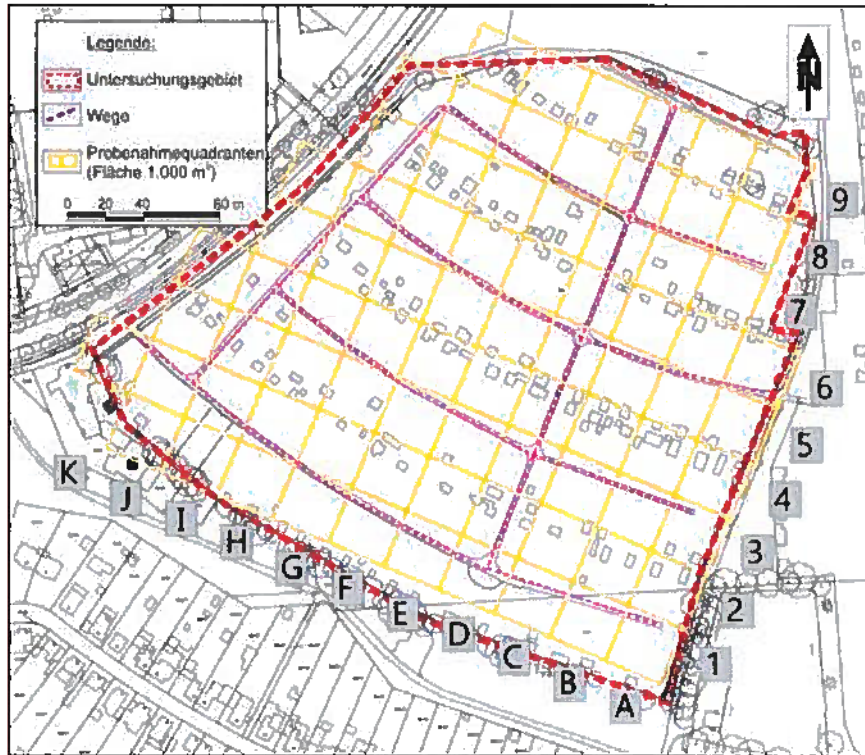 Legende:
Untersuchungsgebiet
Wege
Probenahmequadranten
(Fläche 1.000 m²)
0 20 40 80 m
N
9
8
7
6
5
4
3
2
1
K
J
I
H
G
F
E
D
C
B
A